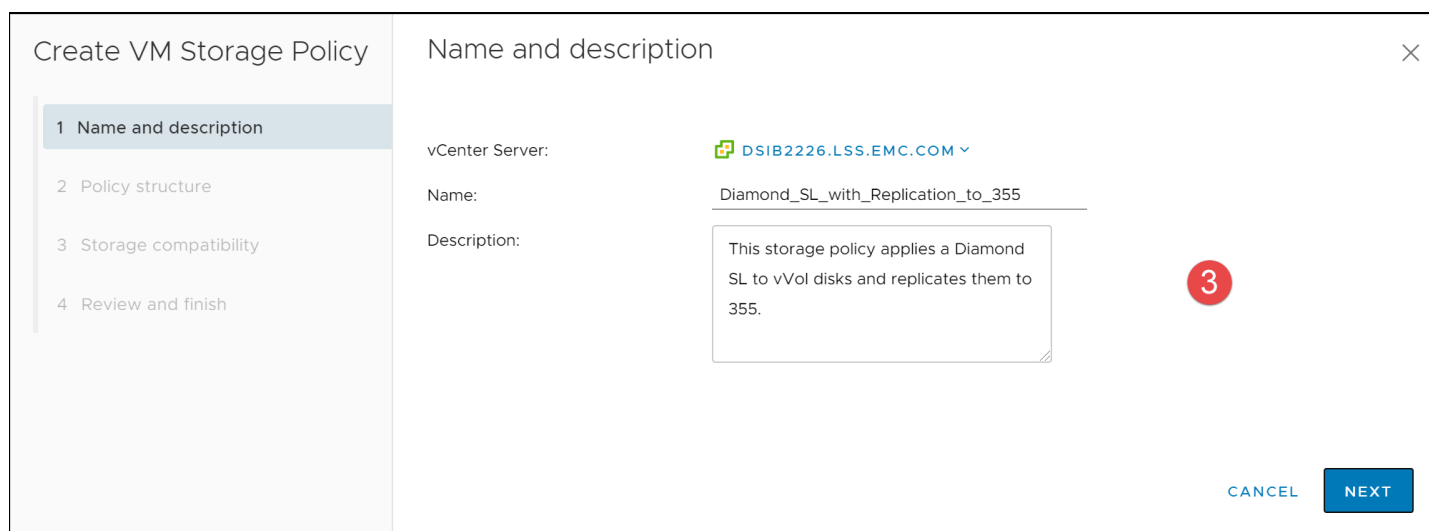 Create VM Storage Policy
1 Name and description
2 Policy structure
3 Storage compatibility
4 Review and finish
Name and description
vCenter Server:
DSIB2226.LSS.EMC.COM
Name:
Diamond_SL_with_Replication_to_355
Description:
This storage policy applies a Diamond
SL to vVol disks and replicates them to
355.
3
CANCEL
NEXT